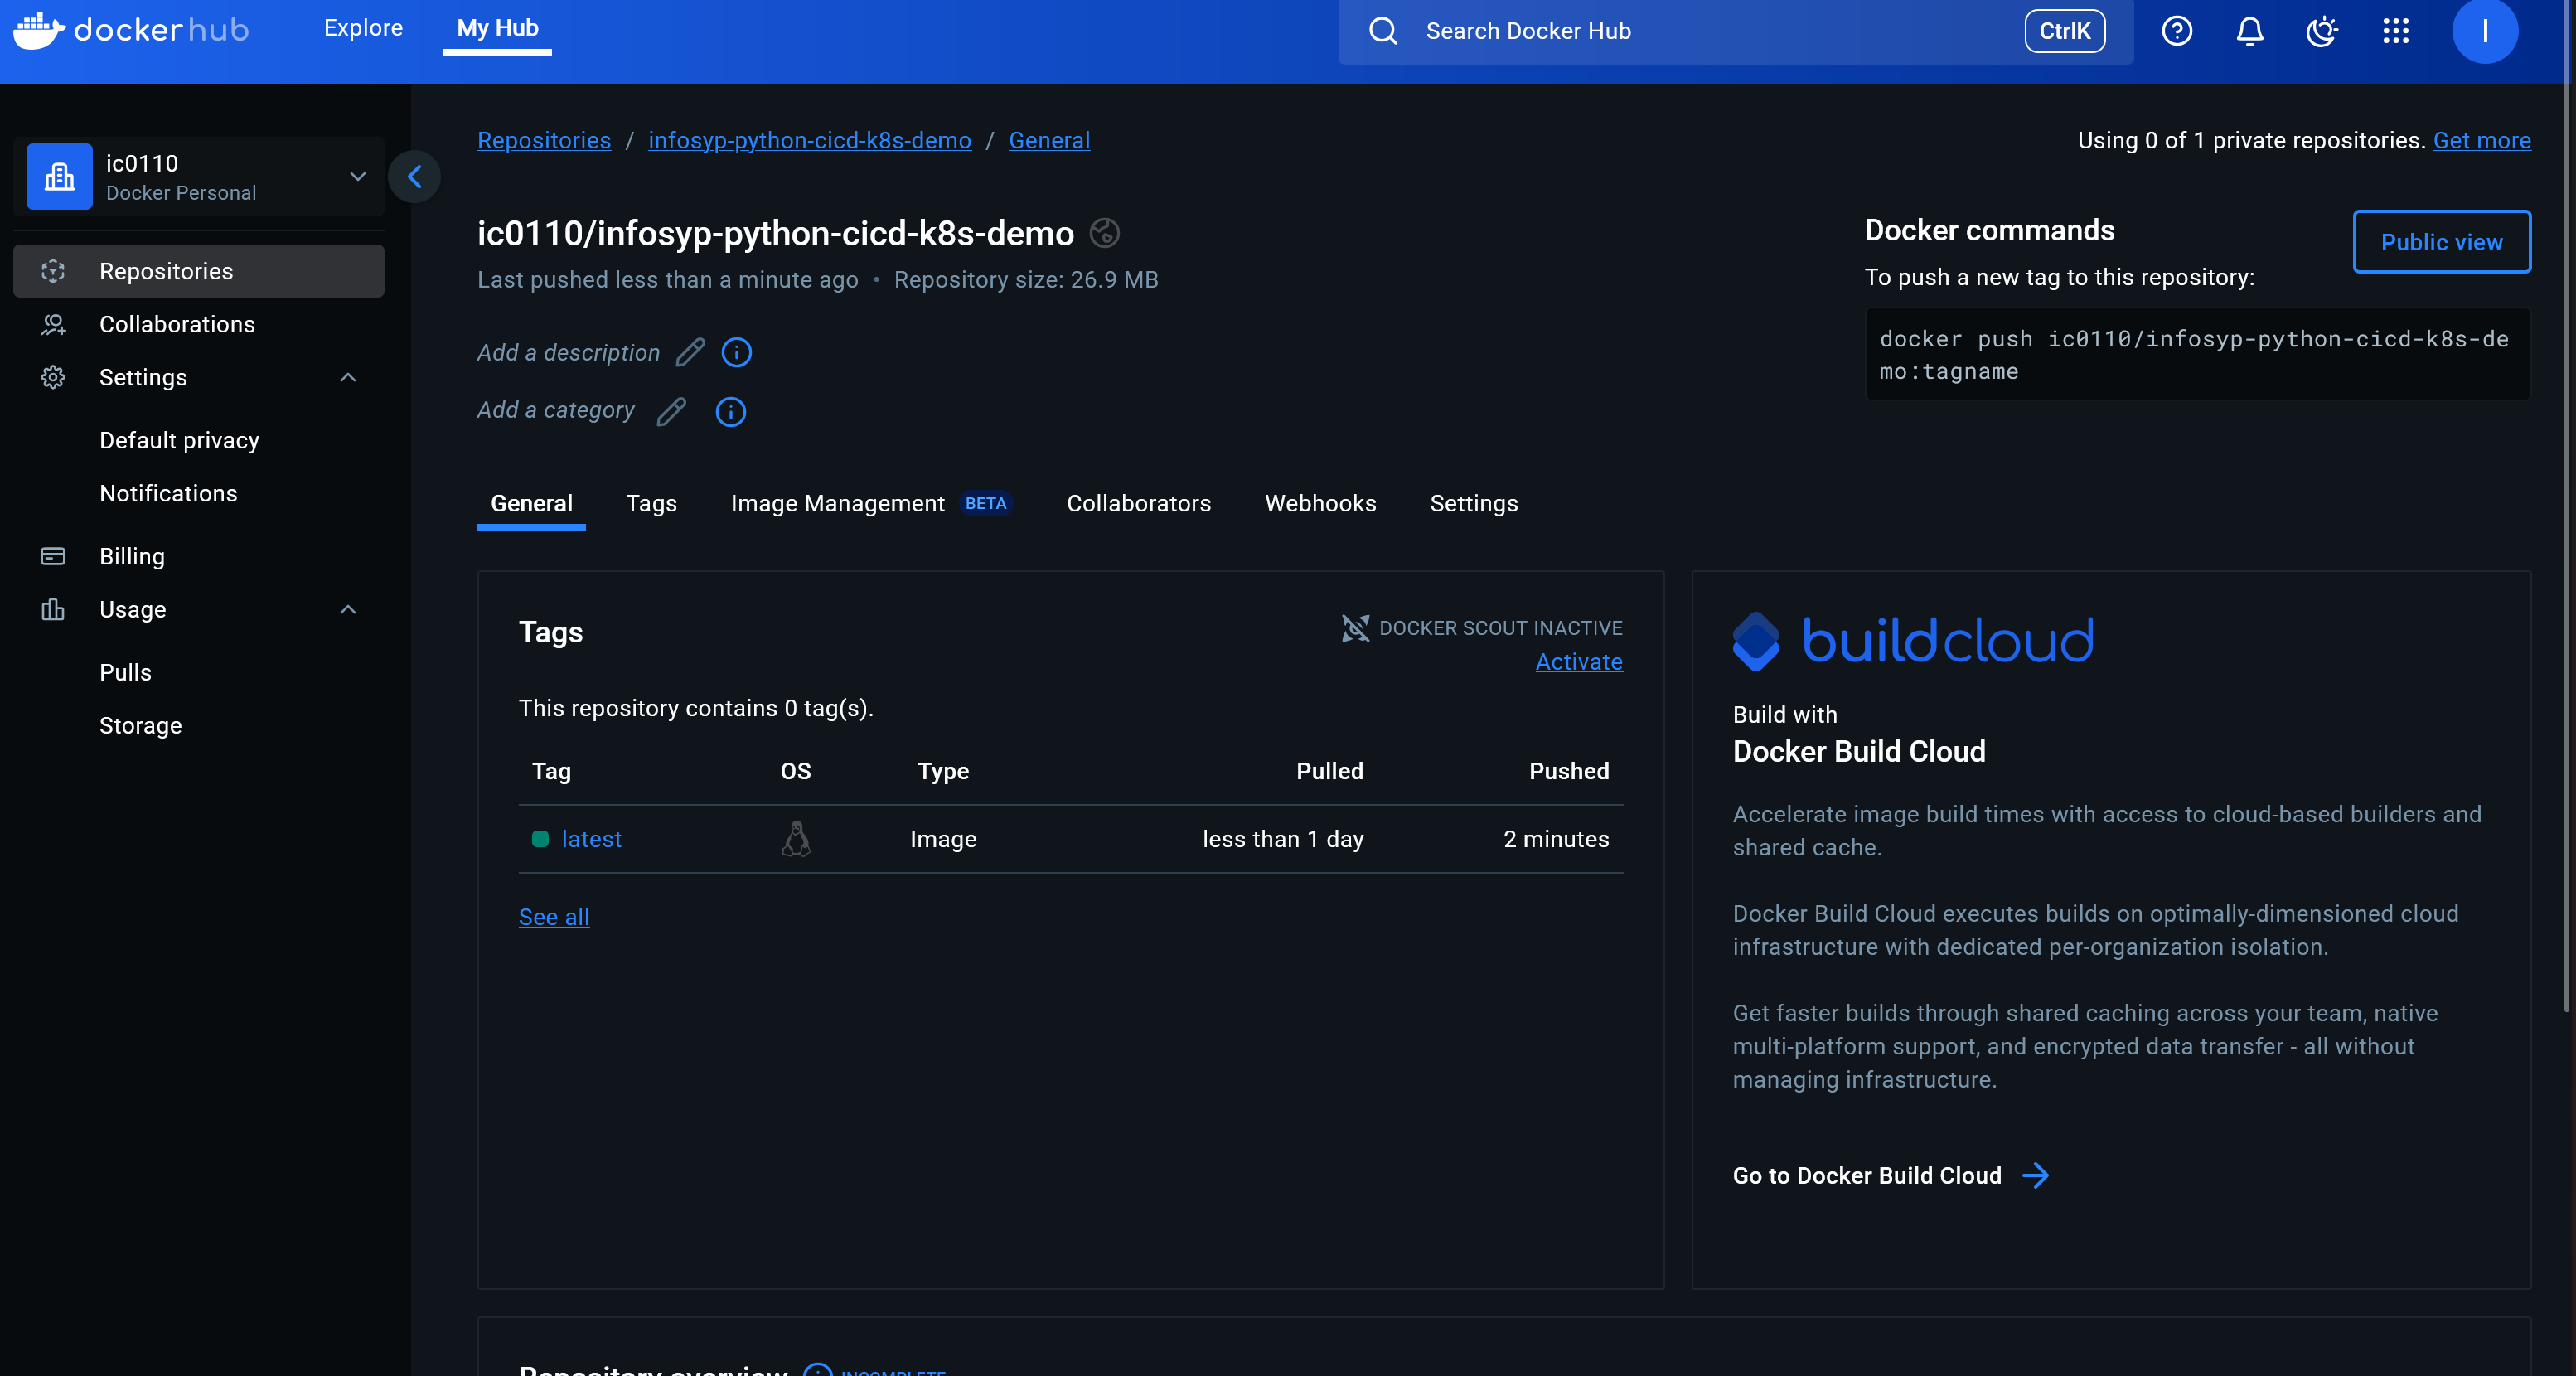 dockerhub
Explore
My Hub
Search Docker Hub
CtrlK
I
ic0110
Docker Personal
Repositories
Collaborations
Settings
Default privacy
Notifications
Billing
Usage
Pulls
Storage
Repositories / infosyp-python-cicd-k8s-demo / General
Using 0 of 1 private repositories. Get more
ic0110/infosyp-python-cicd-k8s-demo
Last pushed less than a minute ago • Repository size: 26.9 MB
Add a description
Add a category
Docker commands
Public view
To push a new tag to this repository:
docker push ic0110/infosyp-python-cicd-k8s-de
mo:tagname
General
Tags
Image Management BETA
Collaborators
Webhooks
Settings
Tags
DOCKER SCOUT INACTIVE
Activate
This repository contains 0 tag(s).
Tag OS Type Pulled Pushed
latest Image less than 1 day 2 minutes
See all
buildcloud
Build with
Docker Build Cloud
Accelerate image build times with access to cloud-based builders and
shared cache.
Docker Build Cloud executes builds on optimally-dimensioned cloud
infrastructure with dedicated per-organization isolation.
Get faster builds through shared caching across your team, native
multi-platform support, and encrypted data transfer - all without
managing infrastructure.
Go to Docker Build Cloud
Repository overview INCOMPLETE